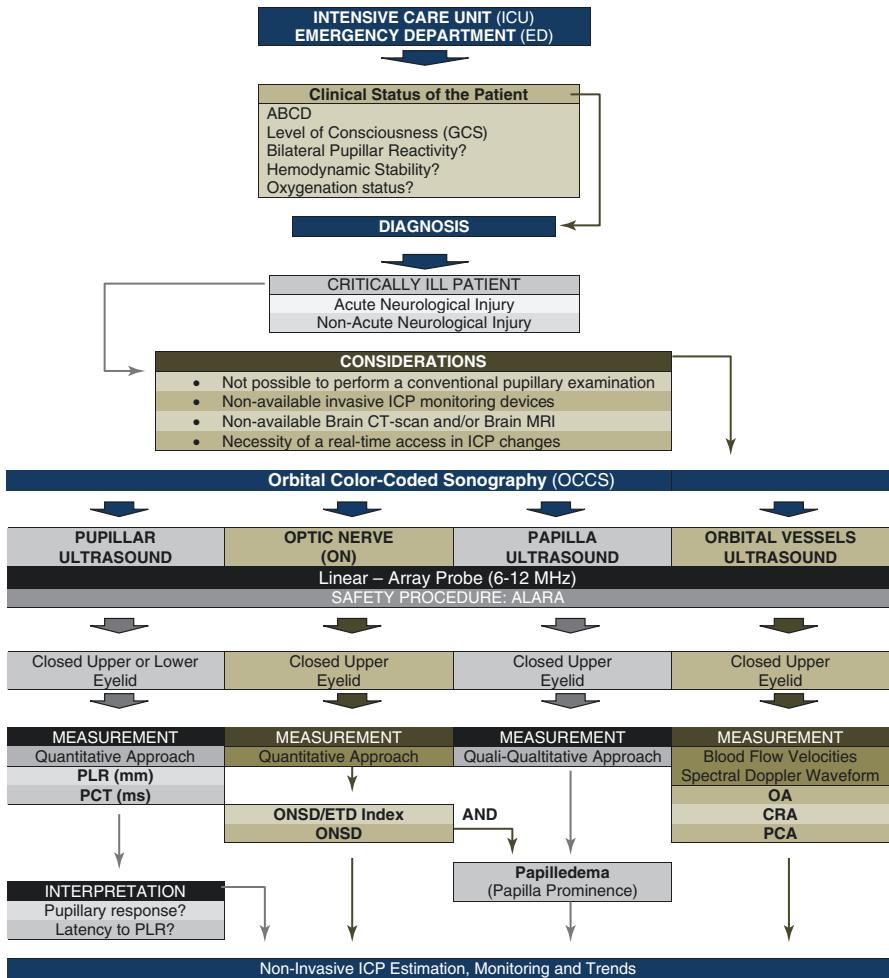 INTENSIVE CARE UNIT (ICU)
EMERGENCY DEPARTMENT (ED)
Clinical Status of the Patient
ABCD
Level of Consciousness (GCS)
Bilateral Pupillar Reactivity?
Hemodynamic Stability?
Oxygenation status?
DIAGNOSIS
CRITICALLY ILL PATIENT
Acute Neurological Injury
Non-Acute Neurological Injury
CONSIDERATIONS
• Not possible to perform a conventional pupillary examination
• Non-available invasive ICP monitoring devices
• Non-available Brain CT-scan and/or Brain MRI
• Necessity of a real-time access in ICP changes
Orbital Color-Coded Sonography (OCCS)
PUPILLAR
ULTRASOUND
OPTIC NERVE
(ON)
PAPILLA
ULTRASOUND
ORBITAL VESSELS
ULTRASOUND
Linear – Array Probe (6-12 MHz)
SAFETY PROCEDURE: ALARA
Closed Upper or Lower
Eyelid
Closed Upper
Eyelid
Closed Upper
Eyelid
Closed Upper
Eyelid
MEASUREMENT
Quantitative Approach
PLR (mm)
PCT (ms)
MEASUREMENT
Quantitative Approach
ONSD/ETD Index
ONSD
AND
MEASUREMENT
Quali-Qualtitative Approach
Papilledema
(Papilla Prominence)
MEASUREMENT
Blood Flow Velocities
Spectral Doppler Waveform
OA
CRA
PCA
INTERPRETATION
Pupillary response?
Latency to PLR?
Non-Invasive ICP Estimation, Monitoring and Trends